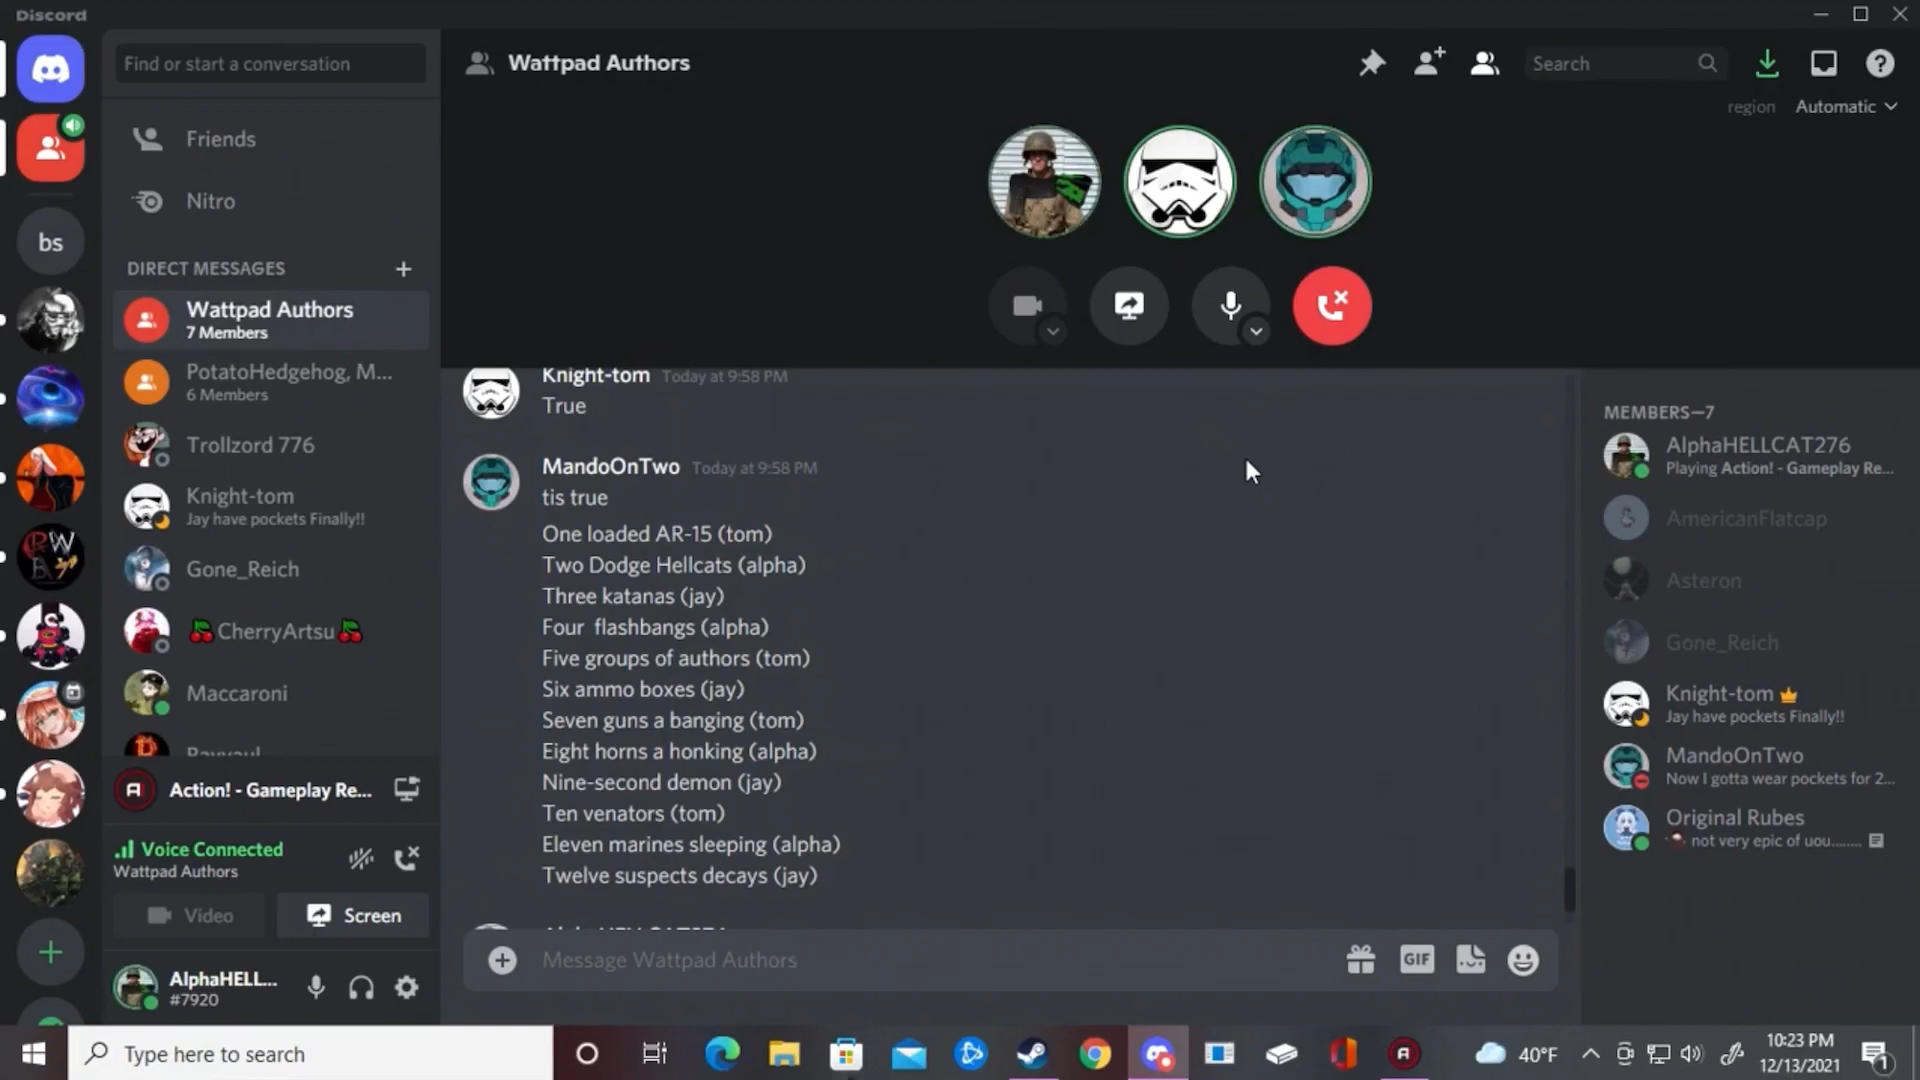 Discord
Find or start a conversation
Wattpad Authors
Search
region
Automatic
bs
Friends
Nitro
DIRECT MESSAGES
Wattpad Authors
7 Members
PotatoHedgehog, M...
6 Members
Trollzord 776
Knight-tom
Jay have pockets Finally!!
Gone_Reich
CherryArtsu
Maccaroni
Action! - Gameplay Re...
Voice Connected
Wattpad Authors
Video
Screen
AlphaHELL...
#7920
Knight-tom Today at 9:58 PM
True
MandoOnTwo Today at 9:58 PM
tis true
One loaded AR-15 (tom)
Two Dodge Hellcats (alpha)
Three katanas (jay)
Four flashbangs (alpha)
Five groups of authors (tom)
Six ammo boxes (jay)
Seven guns a banging (tom)
Eight horns a honking (alpha)
Nine-second demon (jay)
Ten venators (tom)
Eleven marines sleeping (alpha)
Twelve suspects decays (jay)
Message Wattpad Authors
GIF
MEMBERS—7
AlphaHELLCAT276
Playing Action! - Gameplay Re...
AmericanFlatcap
Asteron
Gone_Reich
Knight-tom
Jay have pockets Finally!!
MandoOnTwo
Now I gotta wear pockets for 2...
Original Rubes
not very epic of uou........
Type here to search
40°F
10:23 PM
12/13/2021
1